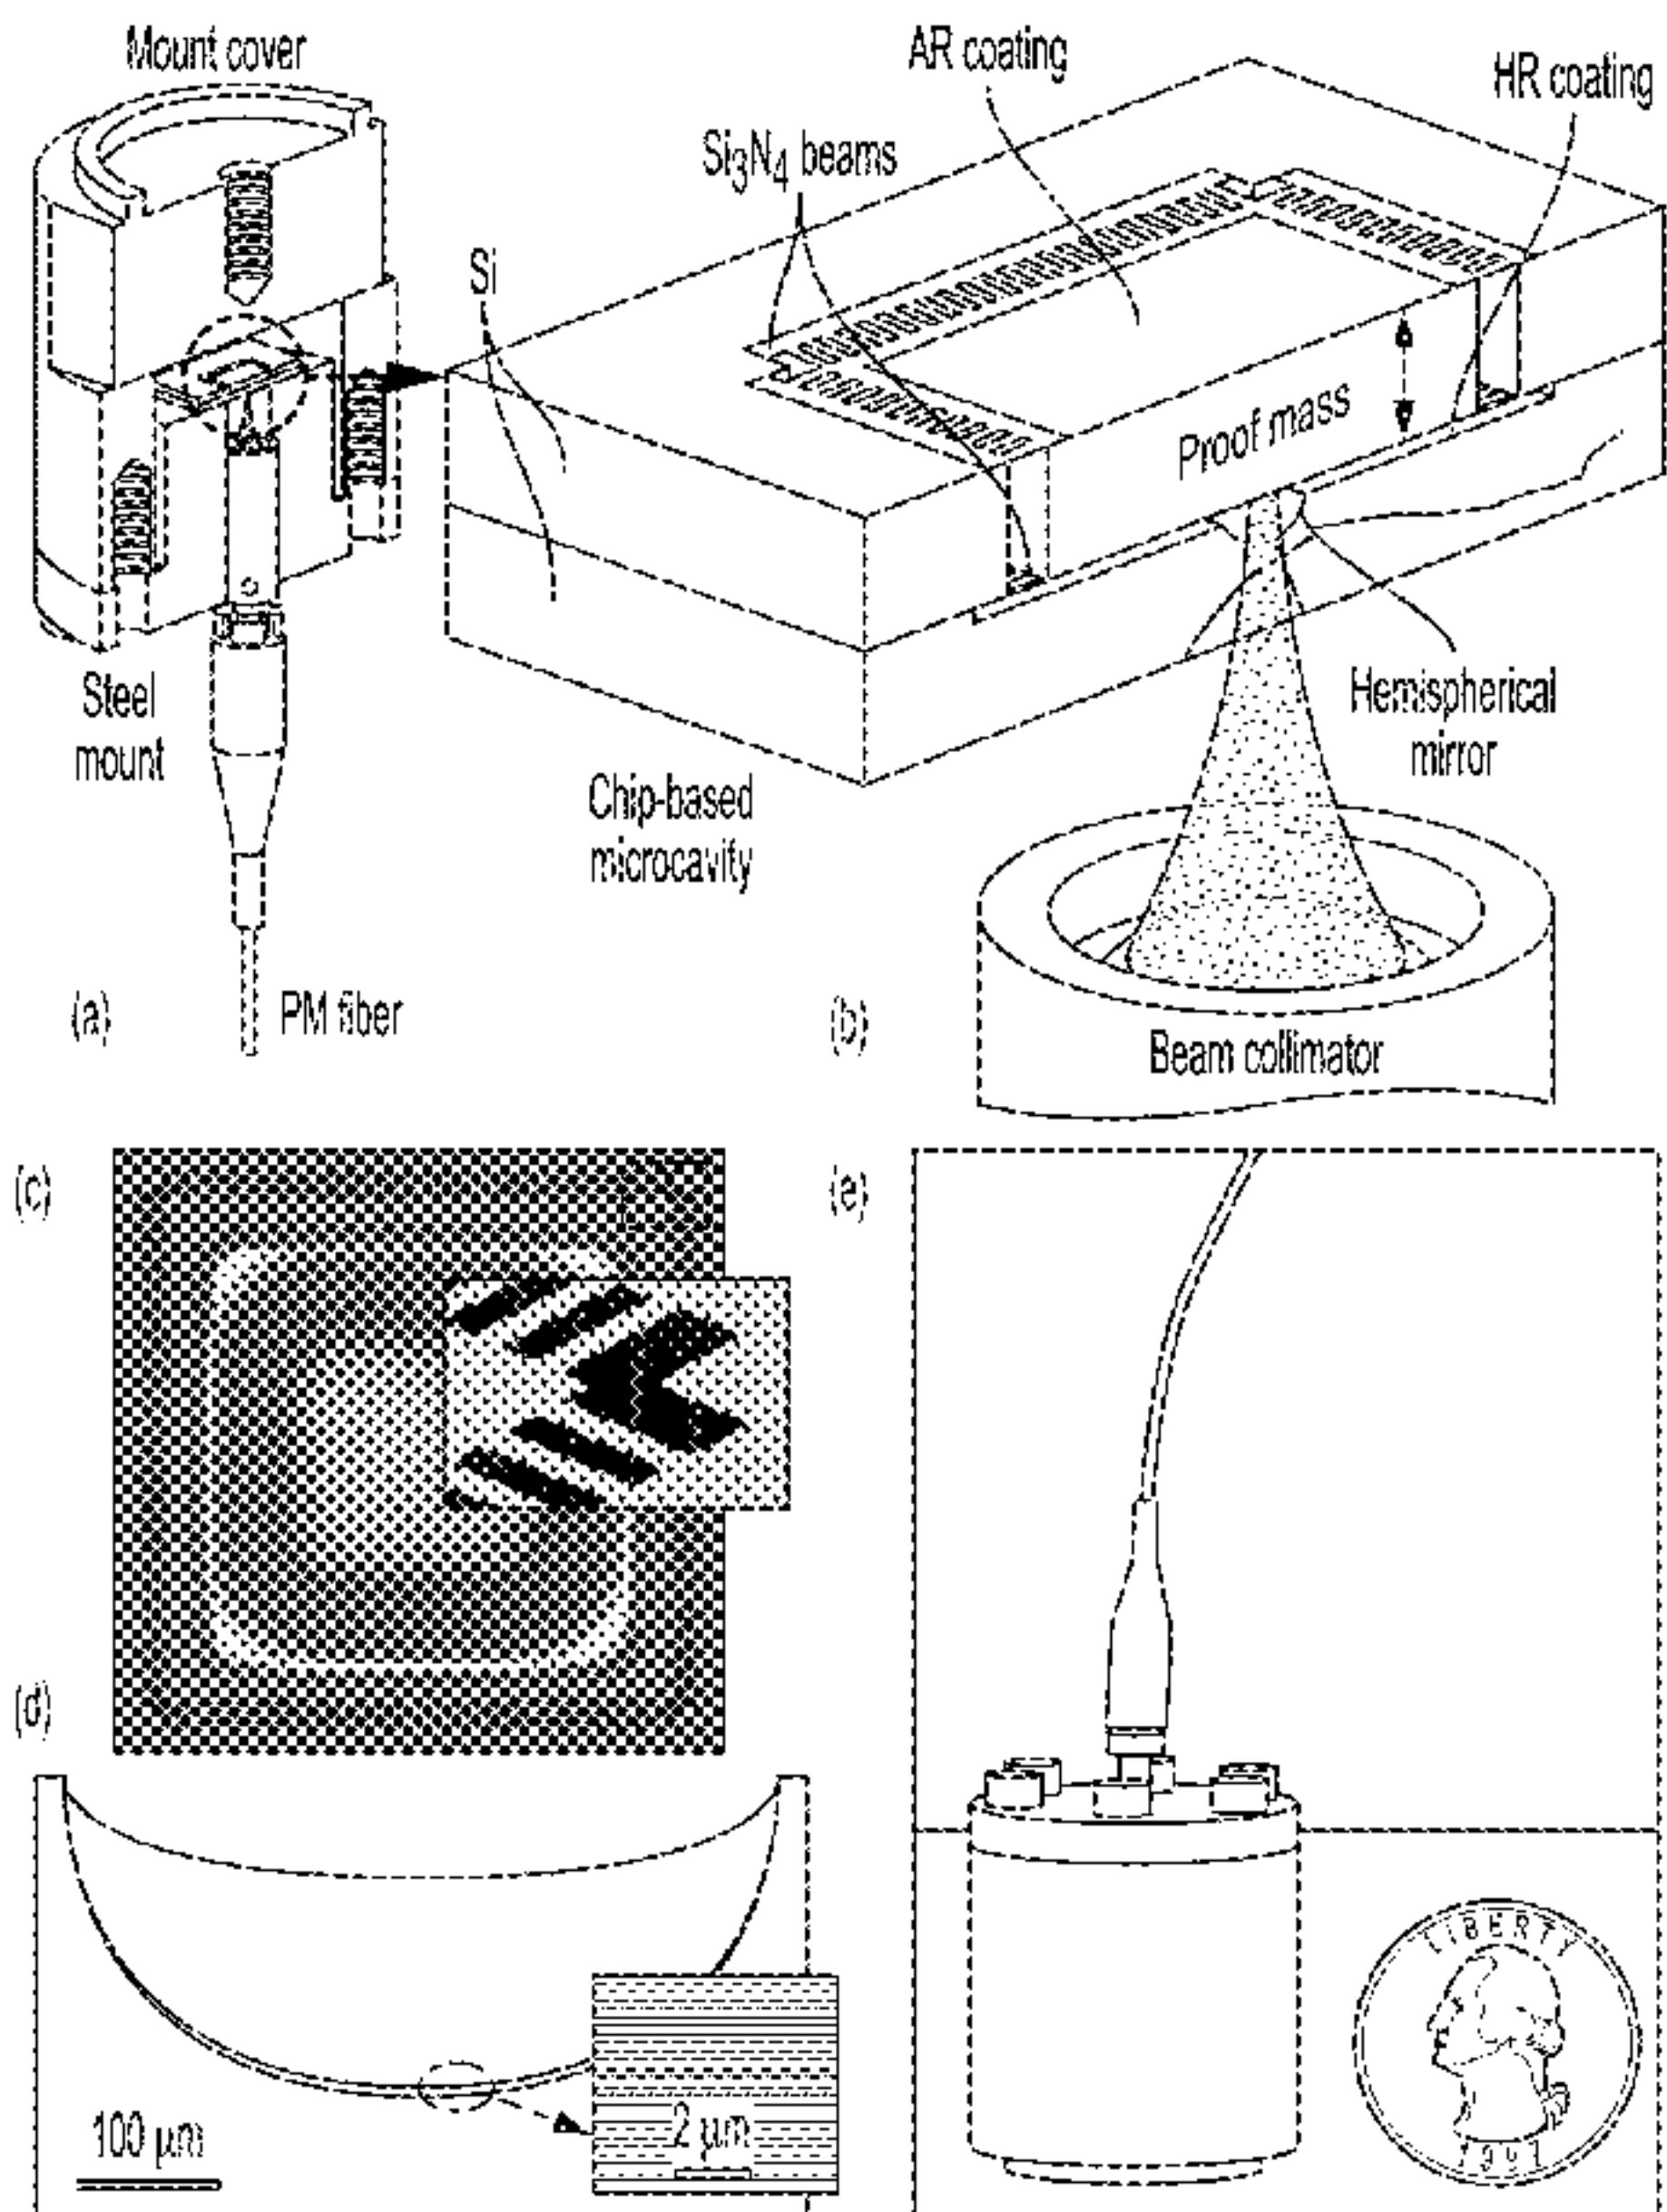 Mount cover
AR coating
HR coating
Si3N4 beams
Si
Proof mass
Steel
mount
Hemispherical
mirror
Chip-based
microcavity
(a)
PM fiber
(b)
Beam collimator
(c)
(e)
(d)
100 µm
2 µm
LIBERTY